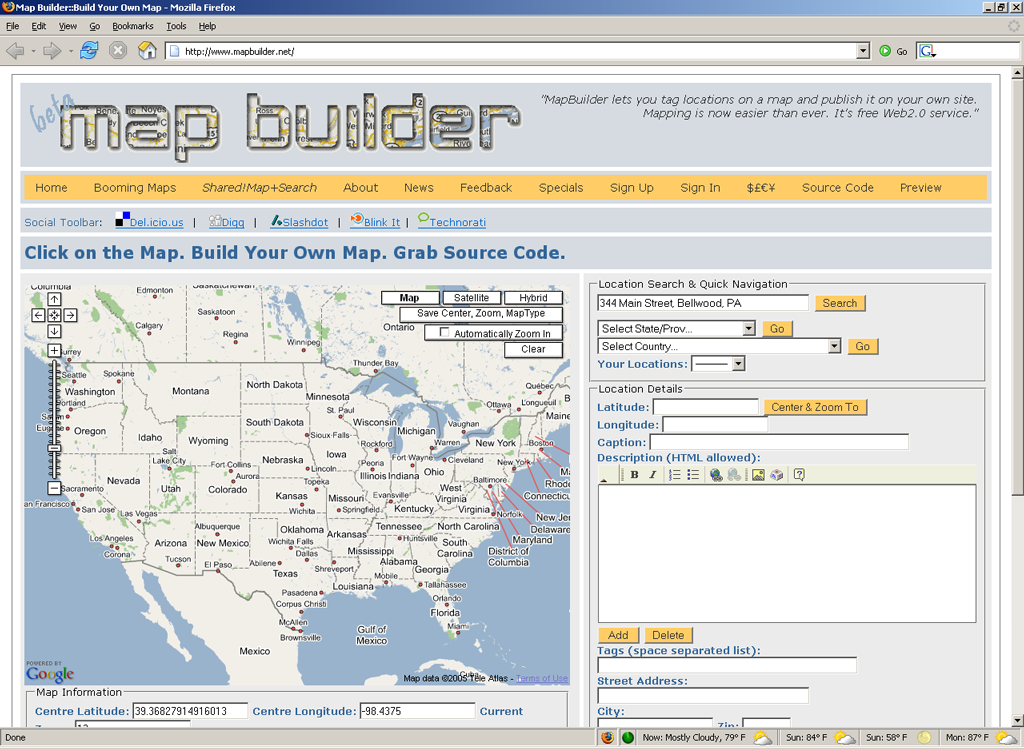 Map Builder::Build Your Own Map - Mozilla Firefox
File Edit View Go Bookmarks Tools Help
http://www.mapbuilder.net/ Go
beta map builder
"MapBuilder lets you tag locations on a map and publish it on your own site.
Mapping is now easier than ever. It's free Web2.0 service."
Home Booming Maps Shared!Map+Search About News Feedback Specials Sign Up Sign In $£€¥ Source Code Preview
Social Toolbar: Del.icio.us | Digg | Slashdot | Blink It | Technorati
Click on the Map. Build Your Own Map. Grab Source Code.
Map Satellite Hybrid
Save Center, Zoom, MapType
Automatically Zoom In
Clear
Columbia
Edmonton
Saskatchewan
Calgary
Saskatoon
Regina
Winnipeg
Ontario
Thunder Bay
Surrey
Seattle
Spokane
Washington
Portland
Montana
North Dakota
Minnesota
Québec
Ottawa
Longueuil
Maine
Oregon
Idaho
Wyoming
South Dakota
St. Paul
Wisconsin
Michigan
Vaughan
Sioux-Falls
Rockford
Warren
New York
Boston
Salt
Lake City
Nebraska
Iowa
Peoria
Fort Wayne
Cleveland
New York
Fort Collins
Aurora
Lincoln
Illinois
Indiana
Ohio
Baltimore
Rhode
Connecticut
Sacramento
Nevada
Utah
Colorado
Topeka
Kansas
Missouri
Evansville
West
Virginia
San Francisco
San Jose
Las Vegas
Springfield
Kentucky
Virginia
Norfolk
New Jer
Delaware
Maryland
District of
Columbia
Los Angeles
Corona
Albuquerque
Arizona
New Mexico
Oklahoma
Wichita Falls
Arkansas
Tennessee
North Carolina
Huntsville
South
Carolina
Tucson
El Paso
Abilene
Dallas
Mississippi
Alabama
Georgia
Texas
Shreveport
Louisiana
Mobile
Tallahassee
Pasadena
Corpus Christi
Orlando
Florida
McAllen
Brownsville
Miami
Gulf of
Mexico
Mexico
Cuba
POWERED BY
Google
Map data ©2005 Tele Atlas - Terms of Use
Map Information
Centre Latitude: 39.36827914916013 Centre Longitude: -98.4375 Current
Location Search & Quick Navigation
344 Main Street, Bellwood, PA Search
Select State/Prov... Go
Select Country... Go
Your Locations:
Location Details
Latitude: Center & Zoom To
Longitude:
Caption:
Description (HTML allowed):
B I
Add Delete
Tags (space separated list):
Street Address:
City: Zip:
Done Now: Mostly Cloudy, 79° F Sun: 84° F Sun: 58° F Mon: 87° F